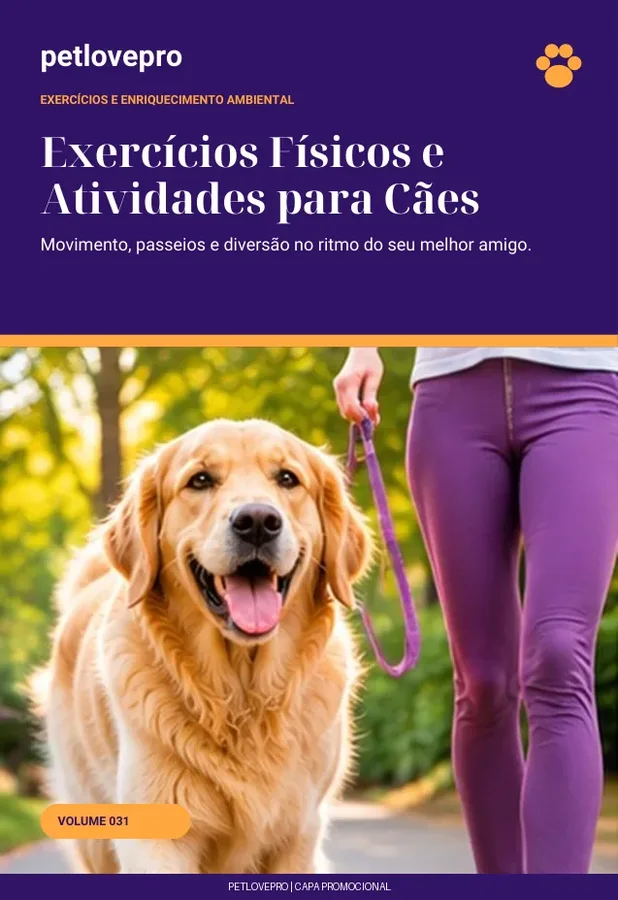 petlovepro
EXERCÍCIOS E ENRIQUECIMENTO AMBIENTAL
Exercícios Físicos e
Atividades para Cães
Movimento, passeios e diversão no ritmo do seu melhor amigo.
VOLUME 031
PETLOVEPRO | CAPA PROMOCIONAL